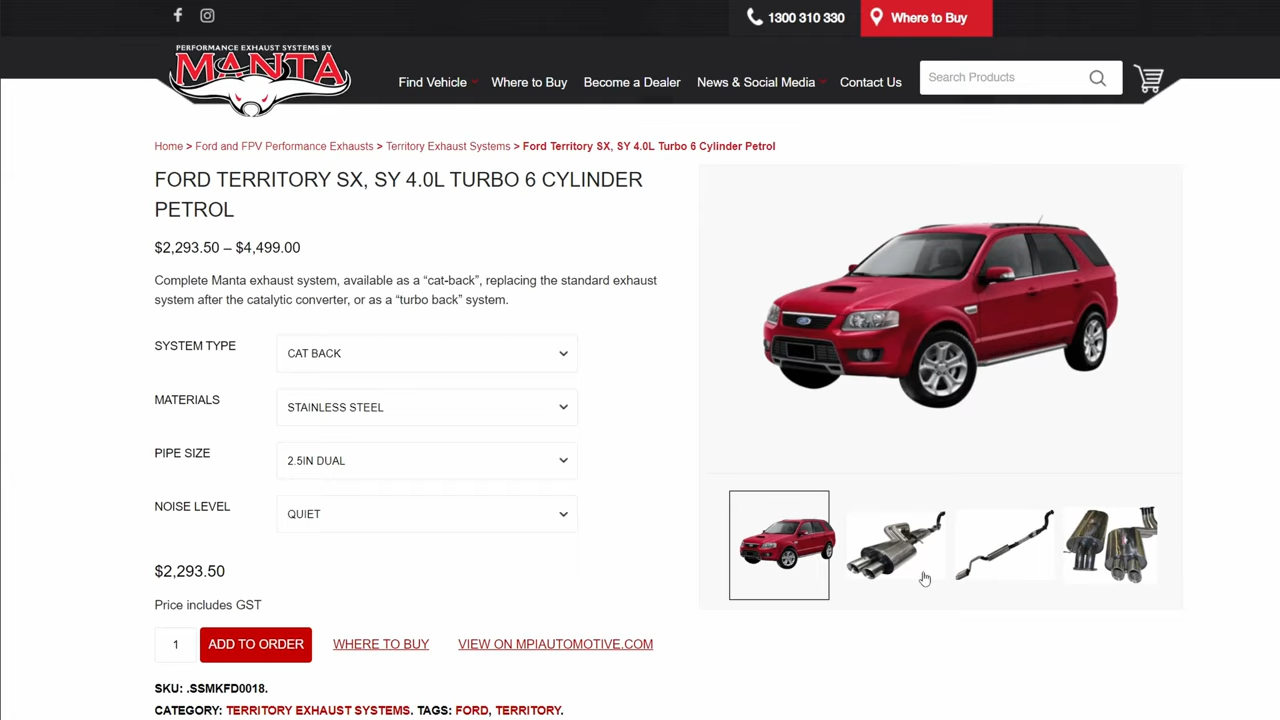 1300 310 330
Where to Buy
PERFORMANCE EXHAUST SYSTEMS BY
MANTA
Find Vehicle
Where to Buy
Become a Dealer
News & Social Media
Contact Us
Search Products
Home > Ford and FPV Performance Exhausts > Territory Exhaust Systems > Ford Territory SX, SY 4.0L Turbo 6 Cylinder Petrol
FORD TERRITORY SX, SY 4.0L TURBO 6 CYLINDER
PETROL
$2,293.50 – $4,499.00
Complete Manta exhaust system, available as a “cat-back”, replacing the standard exhaust
system after the catalytic converter, or as a “turbo back” system.
SYSTEM TYPE
CAT BACK
MATERIALS
STAINLESS STEEL
PIPE SIZE
2.5IN DUAL
NOISE LEVEL
QUIET
$2,293.50
Price includes GST
1
ADD TO ORDER
WHERE TO BUY
VIEW ON MPIAUTOMOTIVE.COM
SKU: .SSMKFD0018.
CATEGORY: TERRITORY EXHAUST SYSTEMS. TAGS: FORD, TERRITORY.